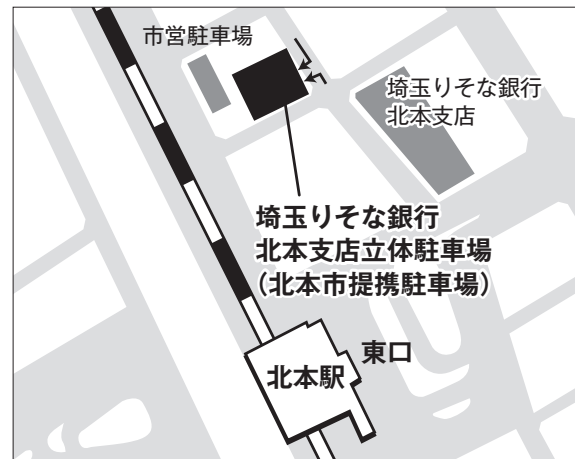 市営駐車場
埼玉りそな銀行
北本支店
埼玉りそな銀行
北本支店立体駐車場
(北本市提携駐車場)
東口
北本駅